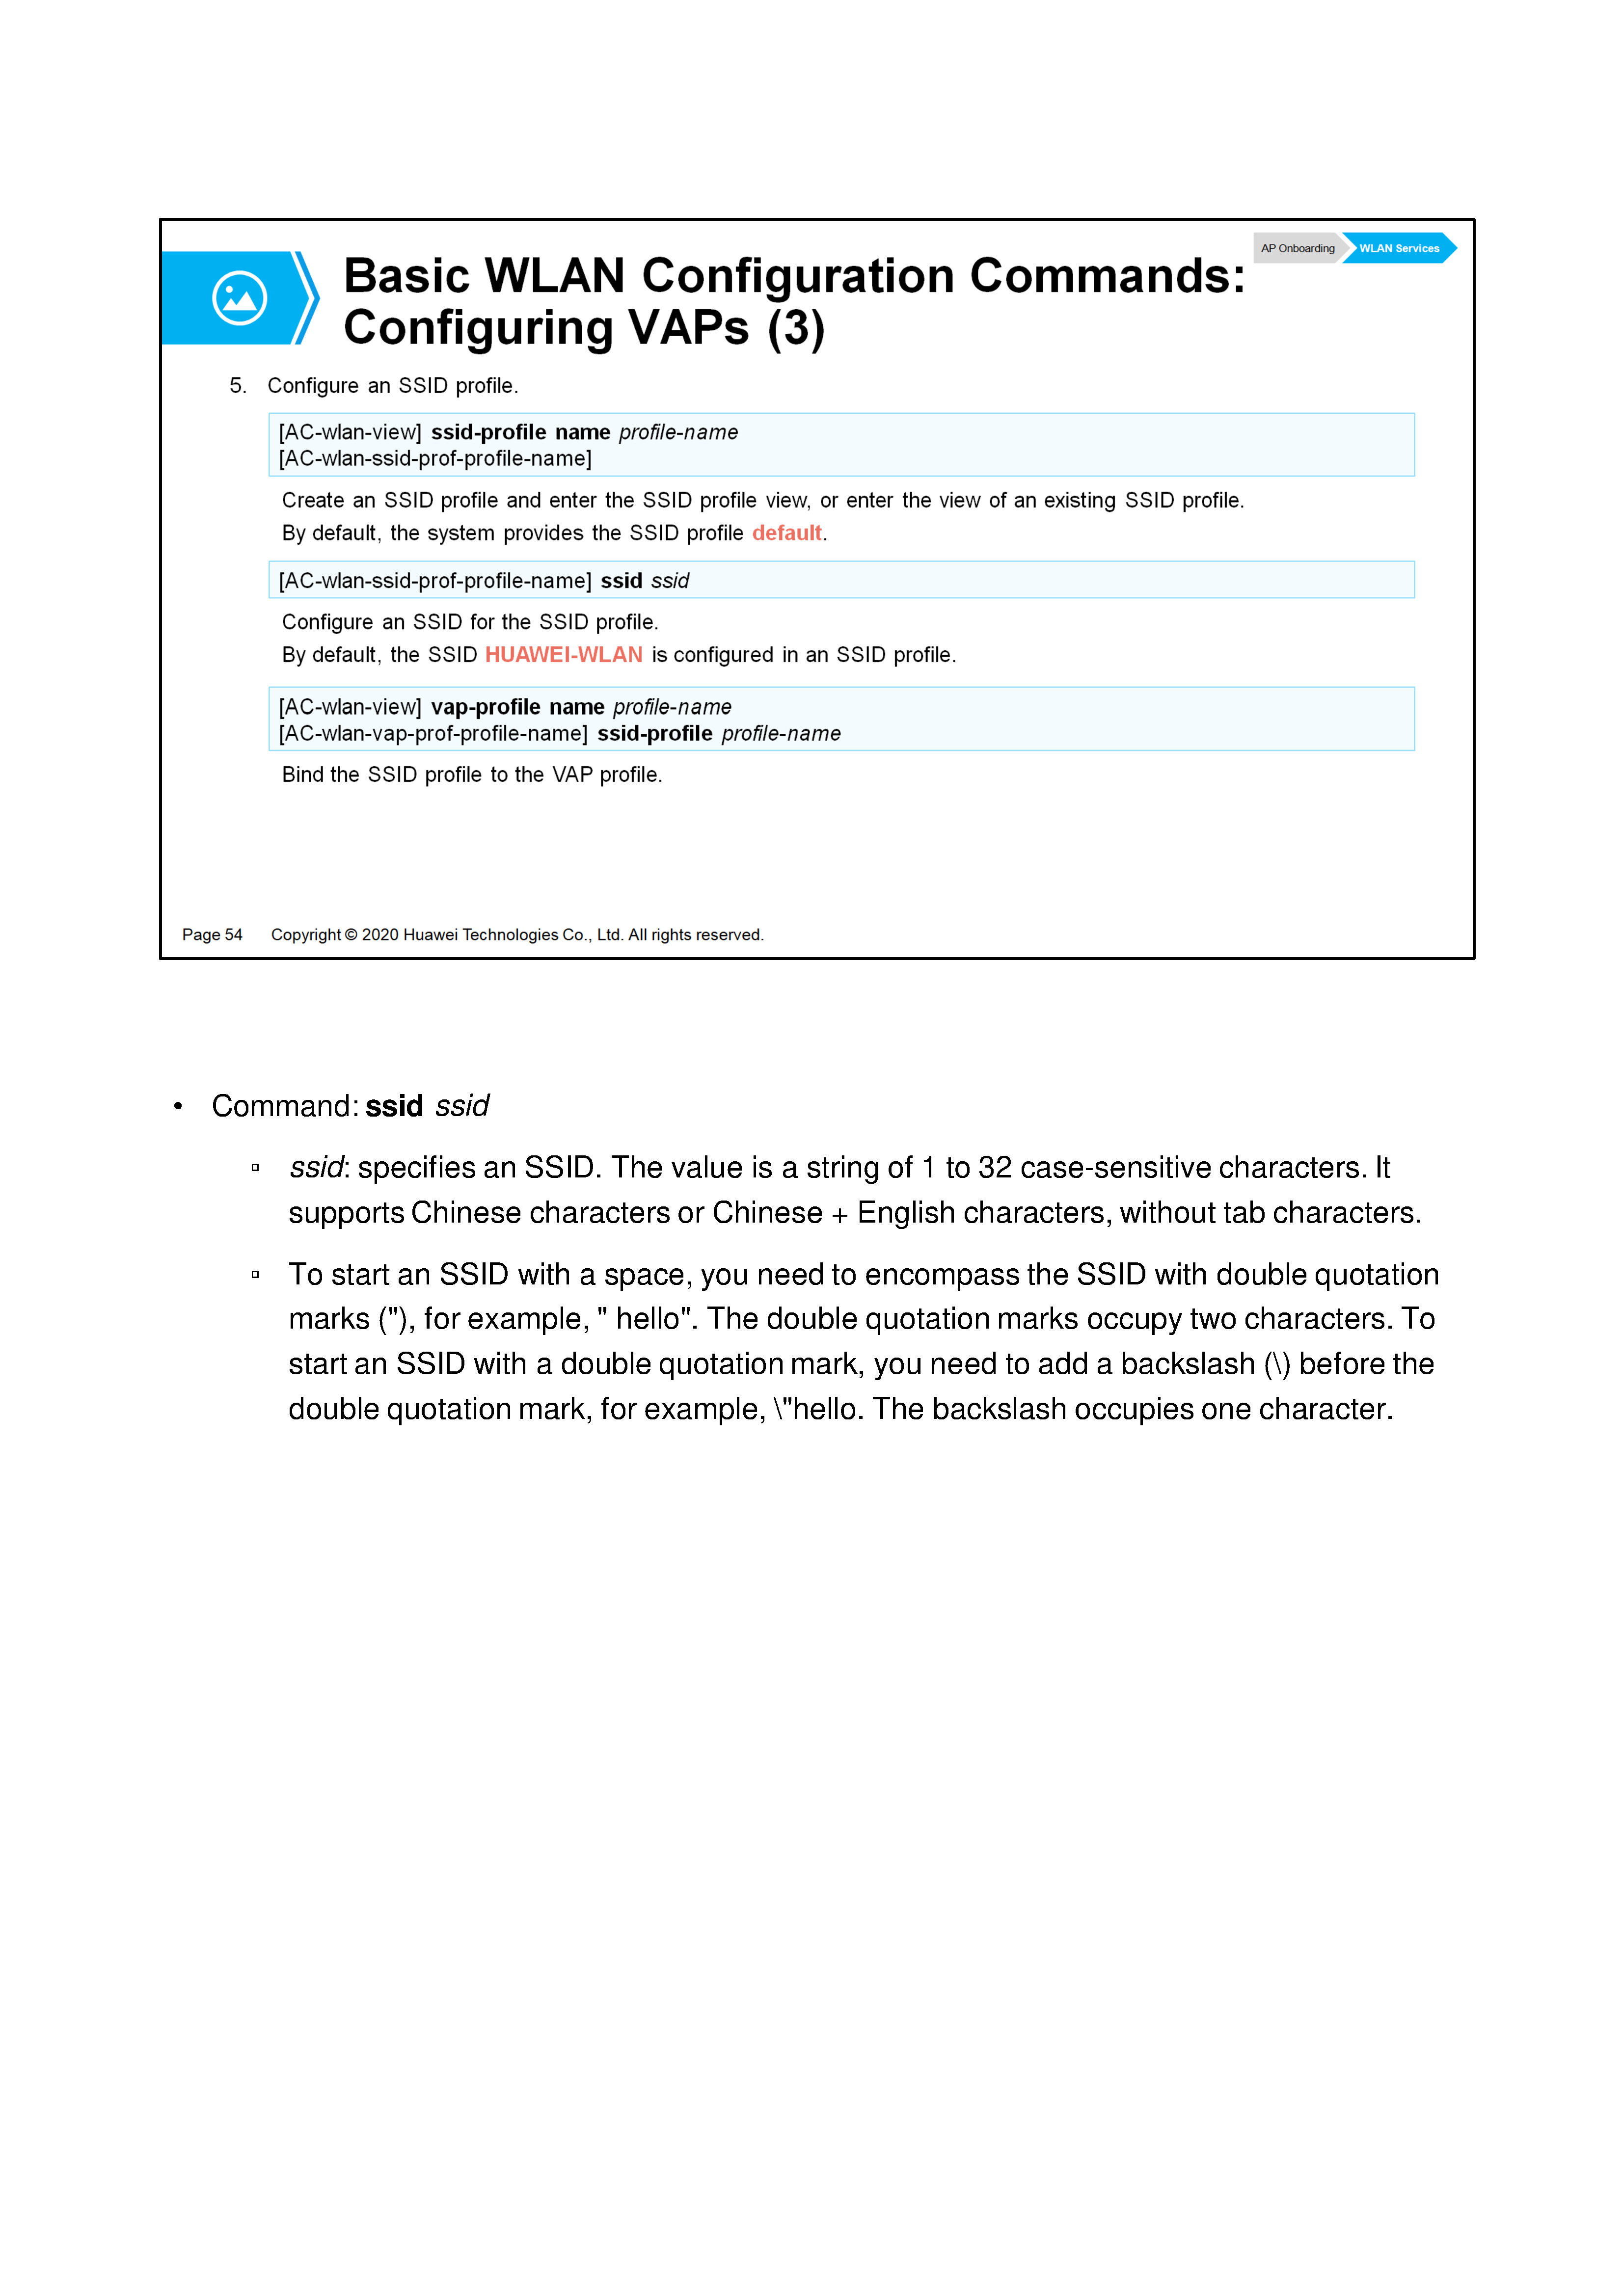 AP Onboarding
WLAN Services
Basic WLAN Configuration Commands:
Configuring VAPs (3)
5. Configure an SSID profile.
[AC-wlan-view] ssid-profile name profile-name
[AC-wlan-ssid-prof-profile-name]
Create an SSID profile and enter the SSID profile view, or enter the view of an existing SSID profile.
By default, the system provides the SSID profile default.
[AC-wlan-ssid-prof-profile-name] ssid ssid
Configure an SSID for the SSID profile.
By default, the SSID HUAWEI-WLAN is configured in an SSID profile.
[AC-wlan-view] vap-profile name profile-name
[AC-wlan-vap-prof-profile-name] ssid-profile profile-name
Bind the SSID profile to the VAP profile.
Page 54 Copyright © 2020 Huawei Technologies Co., Ltd. All rights reserved.
• Command: ssid ssid
▫ ssid: specifies an SSID. The value is a string of 1 to 32 case-sensitive characters. It
supports Chinese characters or Chinese + English characters, without tab characters.
▫ To start an SSID with a space, you need to encompass the SSID with double quotation
marks ("), for example, " hello". The double quotation marks occupy two characters. To
start an SSID with a double quotation mark, you need to add a backslash (\) before the
double quotation mark, for example, \"hello. The backslash occupies one character.